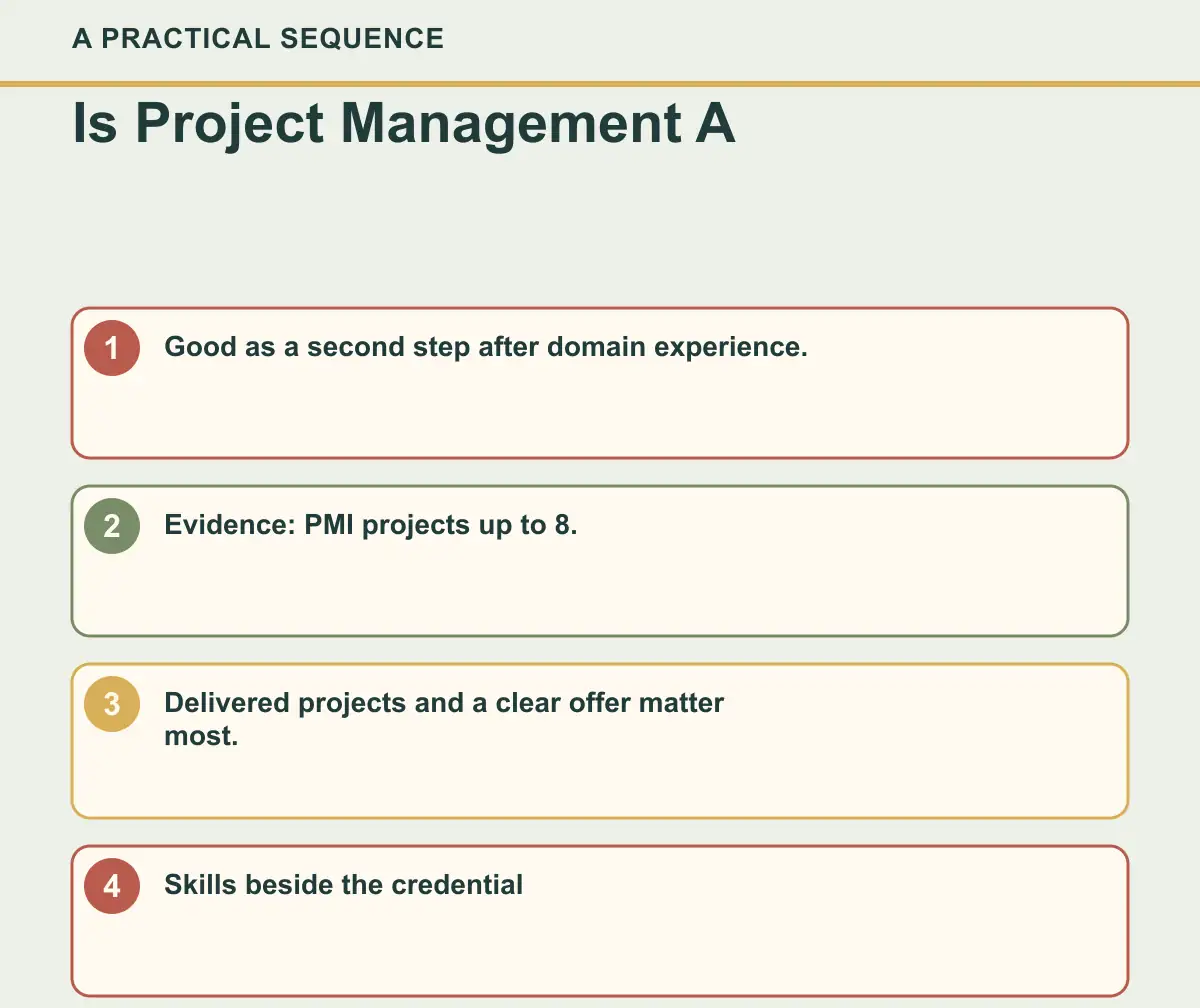 A PRACTICAL SEQUENCE
Is Project Management A
1
Good as a second step after domain experience.
2
Evidence: PMI projects up to 8.
3
Delivered projects and a clear offer matter
most.
4
Skills beside the credential